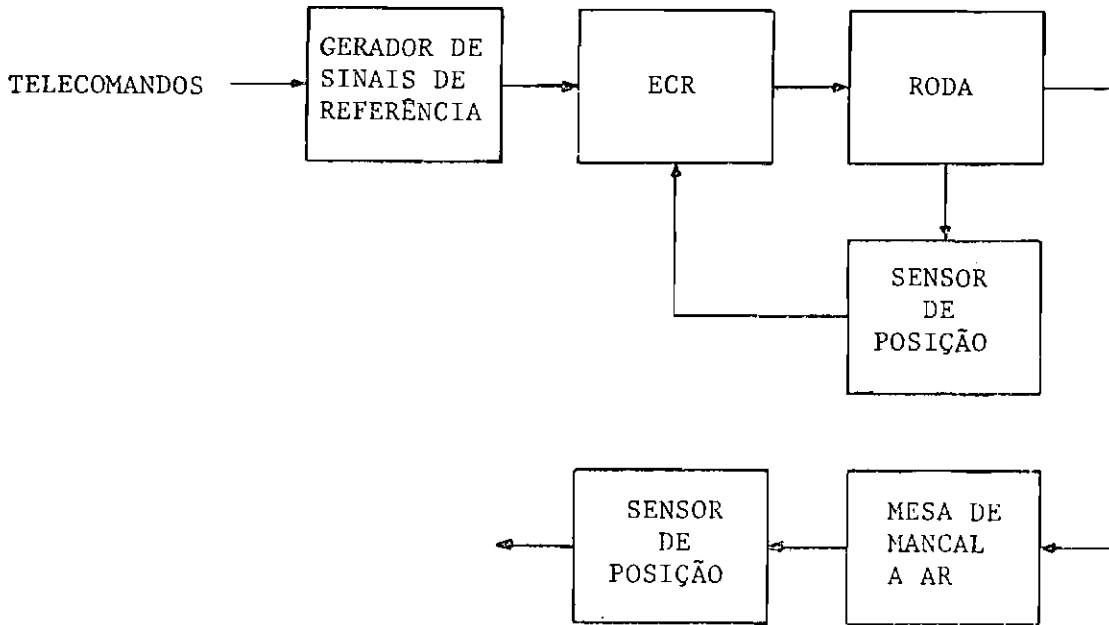 TELECOMANDOS
GERADOR DE
SINAIS DE
REFERÊNCIA
ECR
RODA
SENSOR
DE
POSIÇÃO
SENSOR
DE
POSIÇÃO
MESA DE
MANCAL
A AR